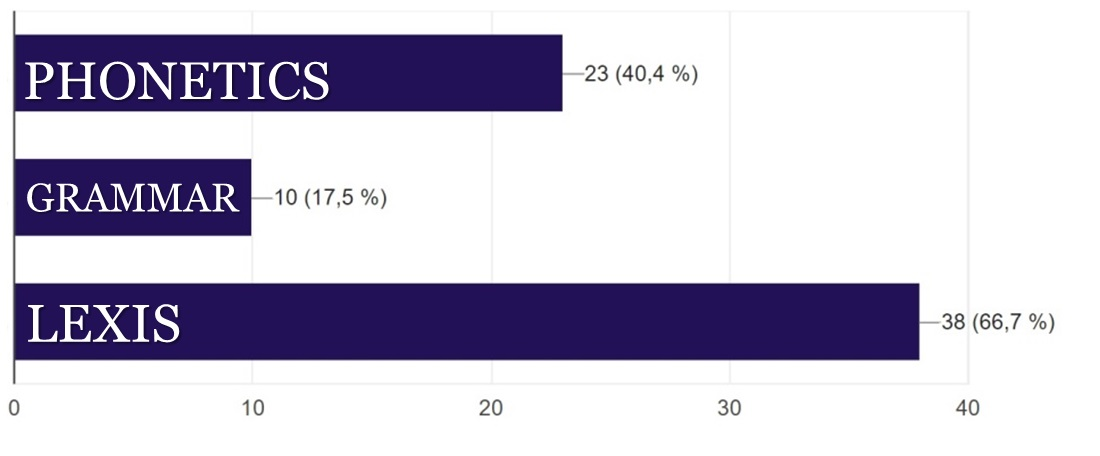 PHONETICS
23 (40,4 %)
GRAMMAR
10 (17,5 %)
LEXIS
38 (66,7 %)
0 10 20 30 40